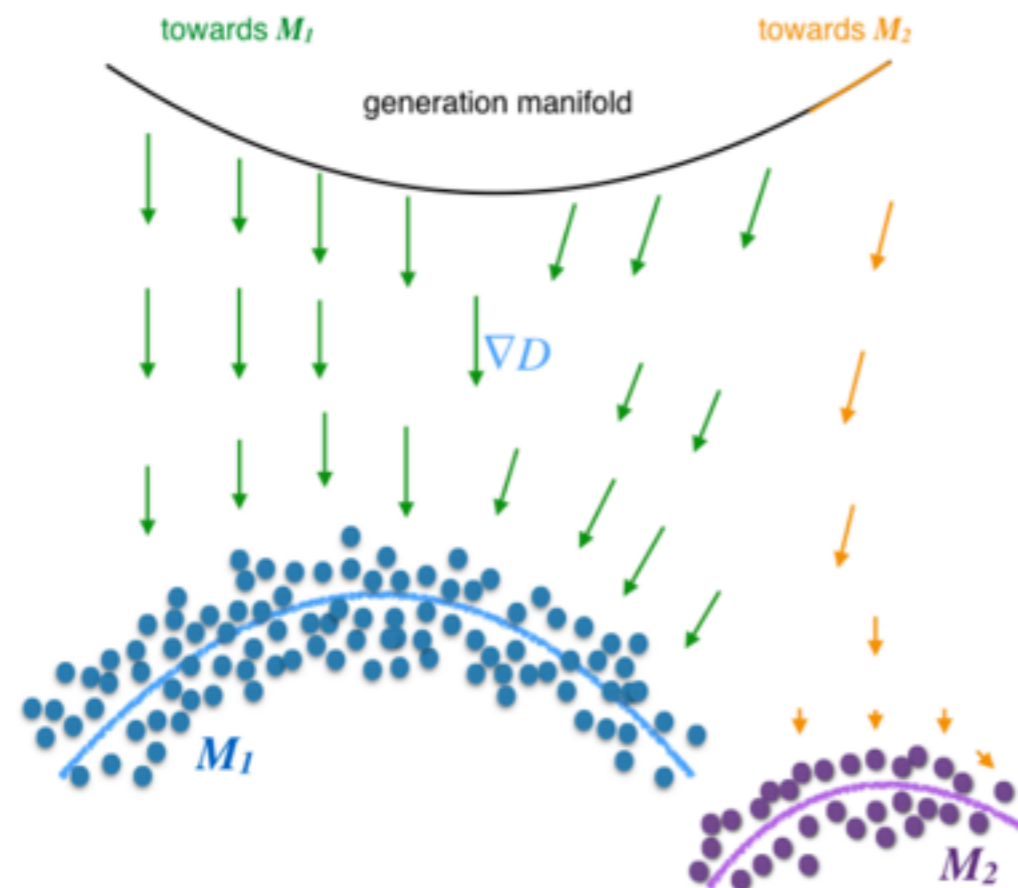 towards M₁
towards M₂
generation manifold
∇D
M₁
M₂